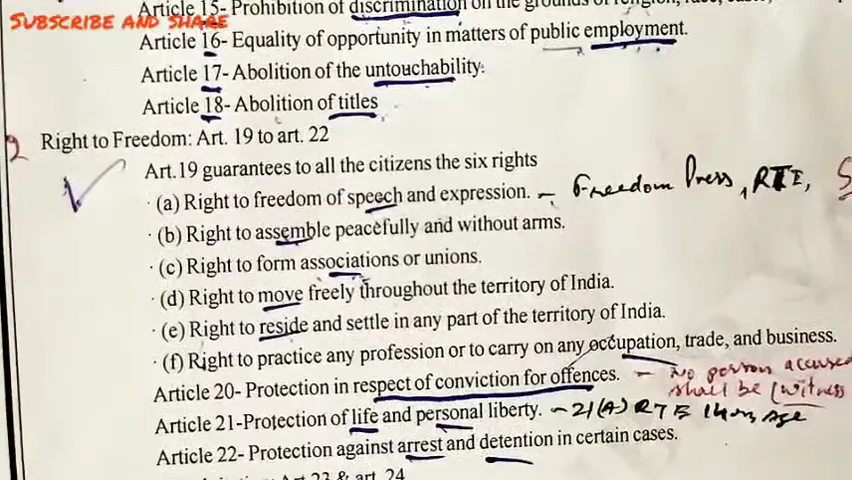 Article 15- Prohibition of discrimination on the grounds of religion, race,
SUBSCRIBE AND SHARE
Article 16- Equality of opportunity in matters of public employment.
Article 17- Abolition of the untouchability.
Article 18- Abolition of titles
2 Right to Freedom: Art. 19 to art. 22
Art.19 guarantees to all the citizens the six rights
(a) Right to freedom of speech and expression. - Freedom Press, RTI,
(b) Right to assemble peacefully and without arms.
(c) Right to form associations or unions.
(d) Right to move freely throughout the territory of India.
(e) Right to reside and settle in any part of the territory of India.
(f) Right to practice any profession or to carry on any occupation, trade, and business.
Article 20- Protection in respect of conviction for offences. - No person accused
shall be (witness
Article 21-Protection of life and personal liberty. - 21(A) RTE
Article 22- Protection against arrest and detention in certain cases.
Art 23 & art. 24